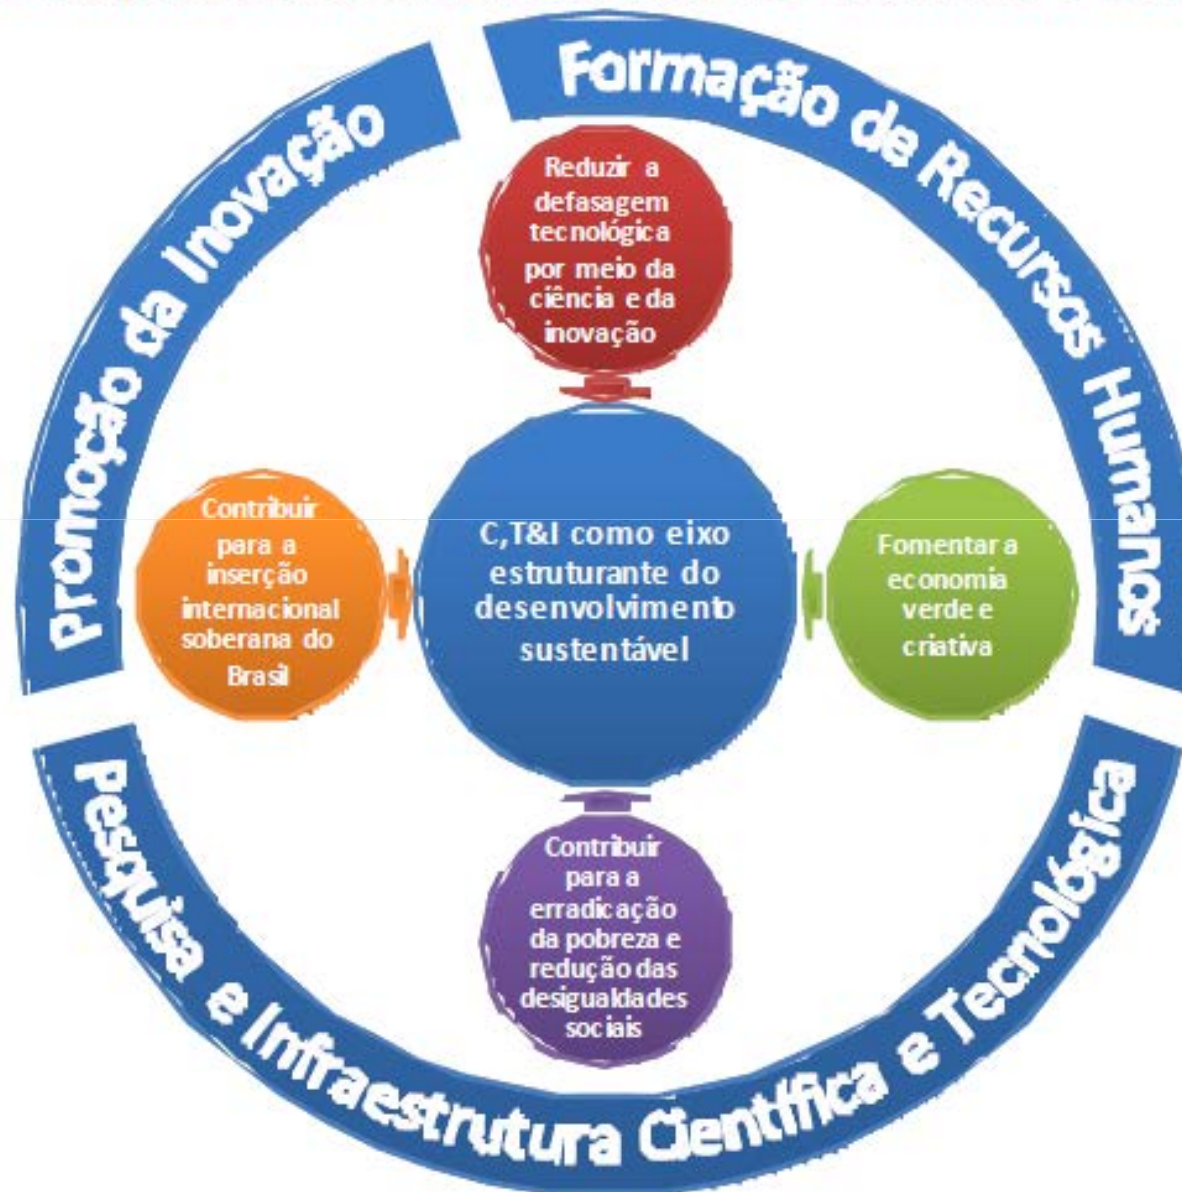 Promoção da Inovação
Formação de Recursos Humanos
Reduzir a
defasagem
tecnológica
por meio da
ciência e da
inovação
Contribuir
para a
inserção
internacional
soberana do
Brasil
C,T&I como eixo
estruturante do
desenvolvimento
sustentável
Fomentar a
economia
verde e
criativa
Contribuir
para a
erradicação
da pobreza e
redução das
desigualdades
sociais
Pesquisa e Infraestrutura Científica e Tecnológica